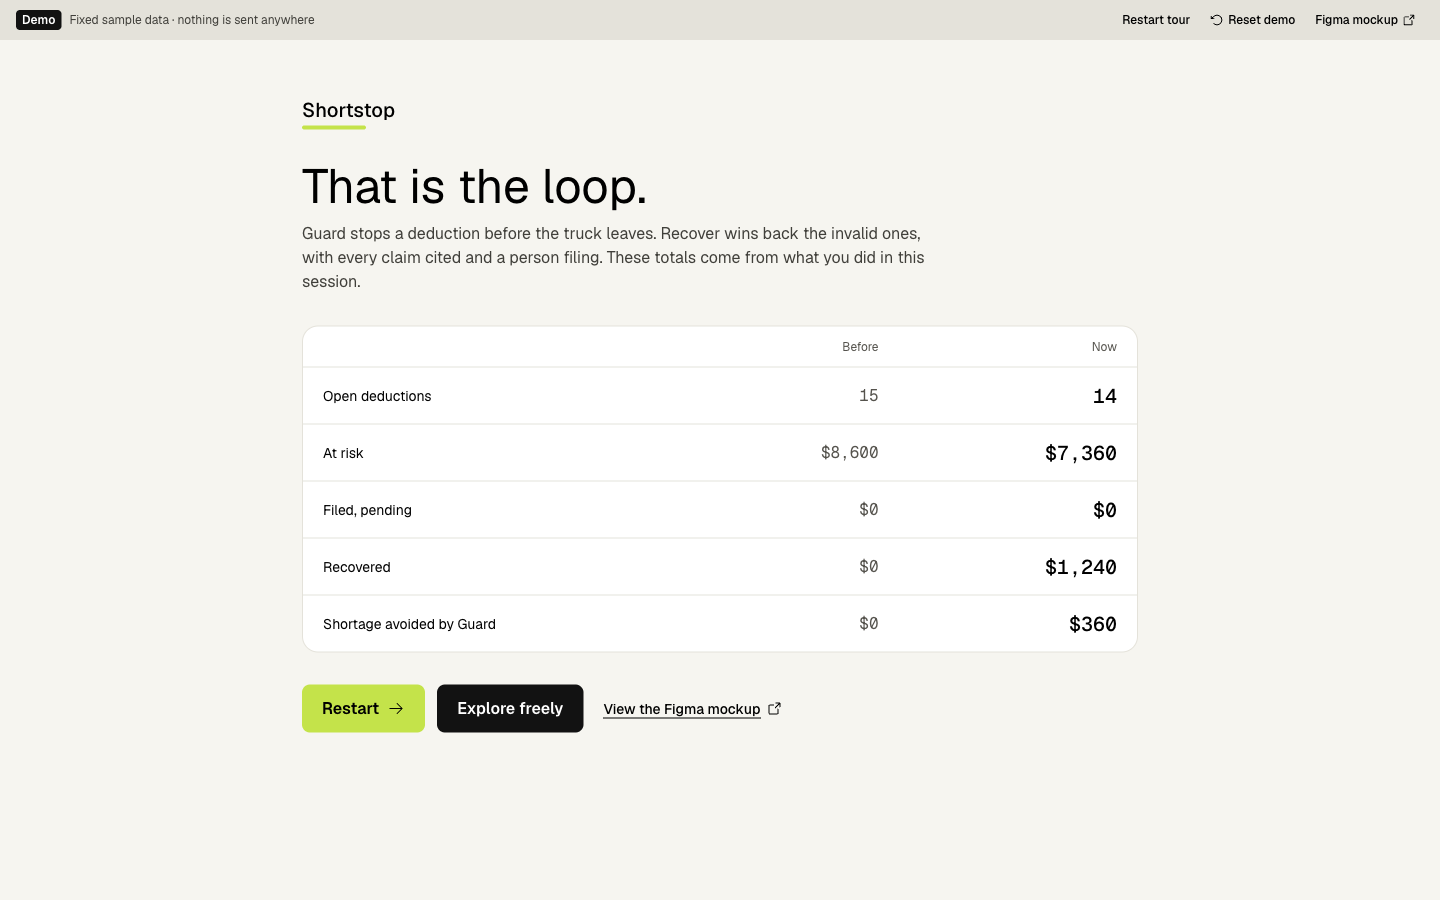 Demo Fixed sample data · nothing is sent anywhere Restart tour Reset demo Figma mockup
Shortstop
That is the loop.
Guard stops a deduction before the truck leaves. Recover wins back the invalid ones,
with every claim cited and a person filing. These totals come from what you did in this
session.
Before Now
Open deductions 15 14
At risk $8,600 $7,360
Filed, pending $0 $0
Recovered $0 $1,240
Shortage avoided by Guard $0 $360
Restart Explore freely View the Figma mockup